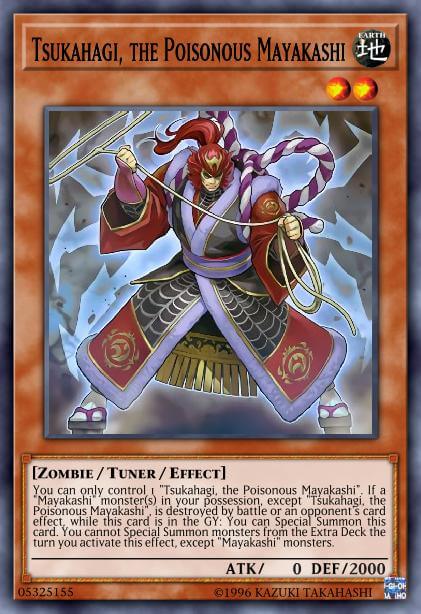 Tsukahagi, the Poisonous Mayakashi
EARTH
地
[Zombie / Tuner / Effect]
You can only control 1 "Tsukahagi, the Poisonous Mayakashi". If a
"Mayakashi" monster(s) in your possession, except "Tsukahagi, the
Poisonous Mayakashi", is destroyed by battle or an opponent's card
effect, while this card is in the GY: You can Special Summon this
card. You cannot Special Summon monsters from the Extra Deck the
turn you activate this effect, except "Mayakashi" monsters.
ATK/ 0 DEF/2000
05325155 ©1996 KAZUKI TAKAHASHI